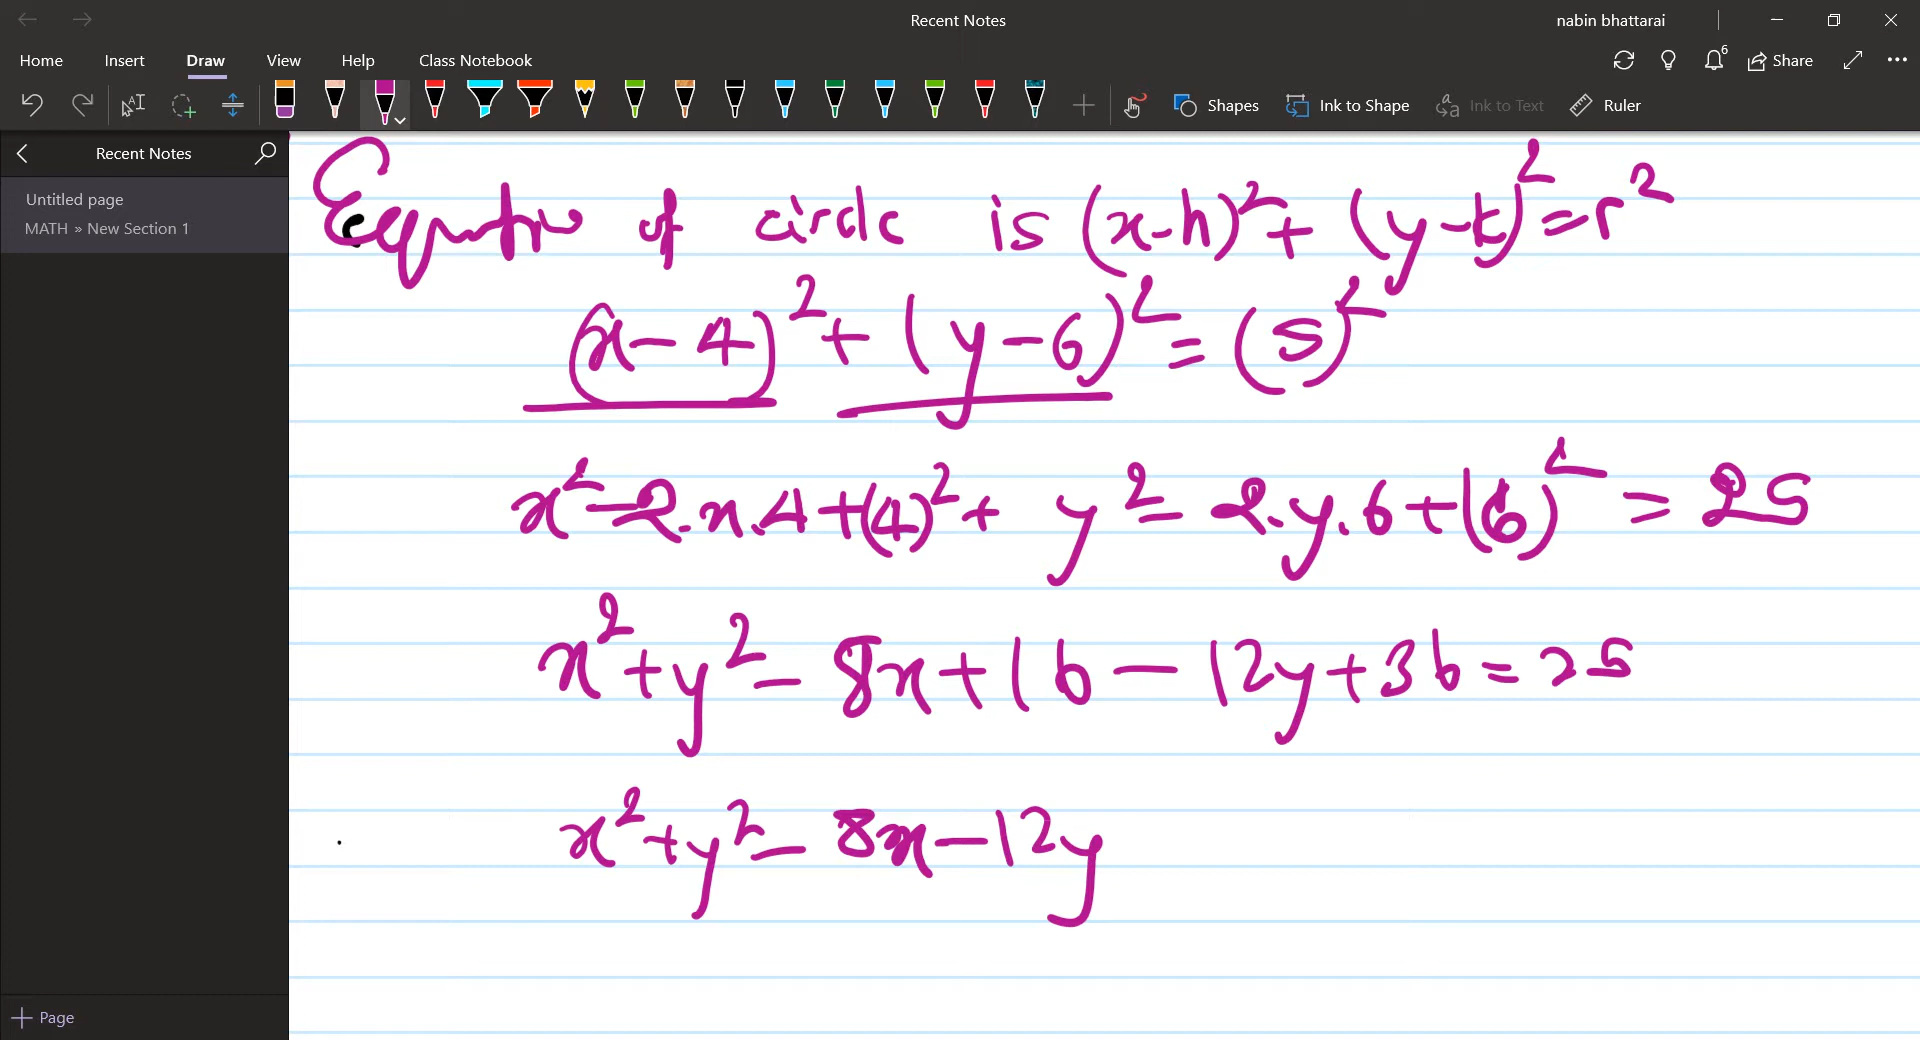 Recent Notes
nabin bhattarai
Home Insert Draw View Help Class Notebook
6
Share
Shapes Ink to Shape Ink to Text Ruler
Recent Notes
Untitled page
MATH » New Section 1
Equation of circle is (x-h)²+(y-k)²=r²
(x-4)²+(y-6)²=(5)²
x²-2.x.4+(4)²+y²-2.y.6+(6)²=25
x²+y²-8x+16-12y+36=25
x²+y²-8x-12y
Page